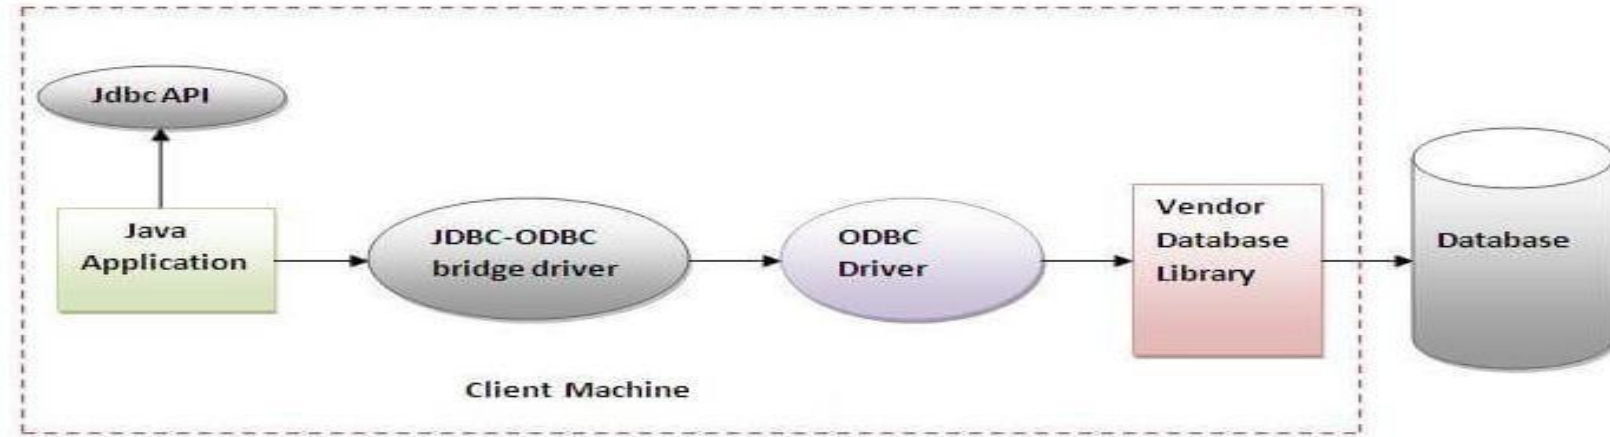 Jdbc API
Java
Application
JDBC-ODBC
bridge driver
ODBC
Driver
Vendor
Database
Library
Database
Client Machine